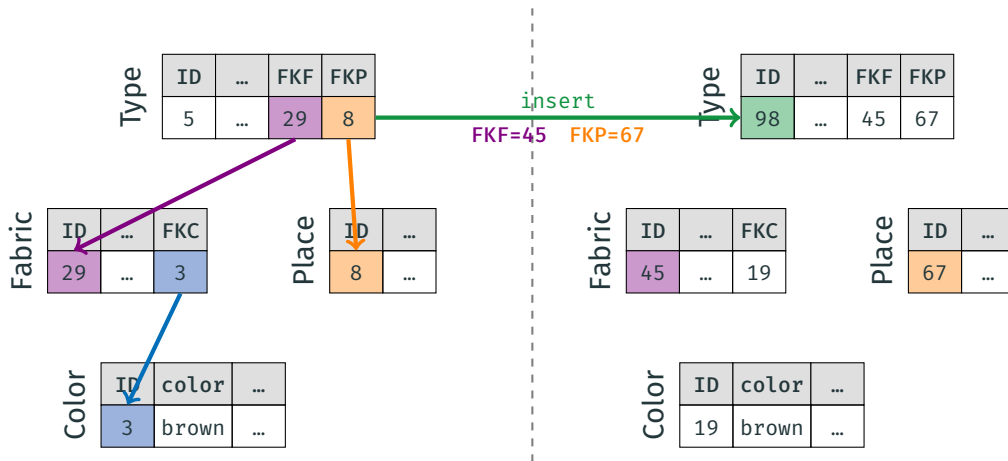 Type
ID … FKF FKP
5 … 29 8
insert
FKF=45 FKP=67
Type
ID … FKF FKP
98 … 45 67
Fabric
ID … FKC
29 … 3
Place
ID …
8 …
Fabric
ID … FKC
45 … 19
Place
ID …
67 …
Color
ID color …
3 brown …
Color
ID color …
19 brown …